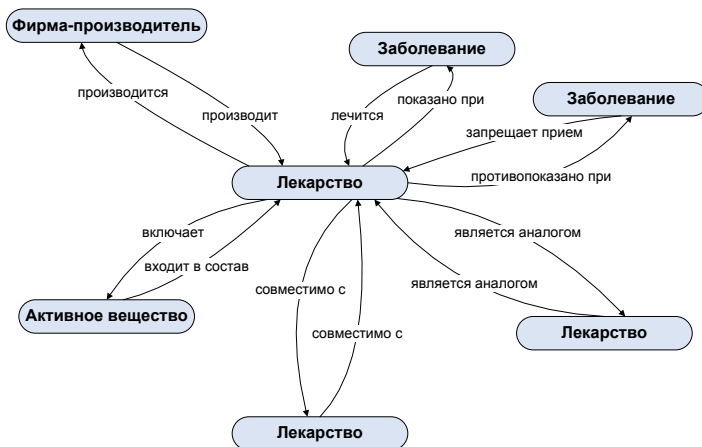 Фирма-производитель
Заболевание
производится
показано при
Заболевание
производит
лечится
запрещает прием
Лекарство
противопоказано при
включает
является аналогом
входит в состав
является аналогом
совместимо с
Активное вещество
совместимо с
Лекарство
Лекарство